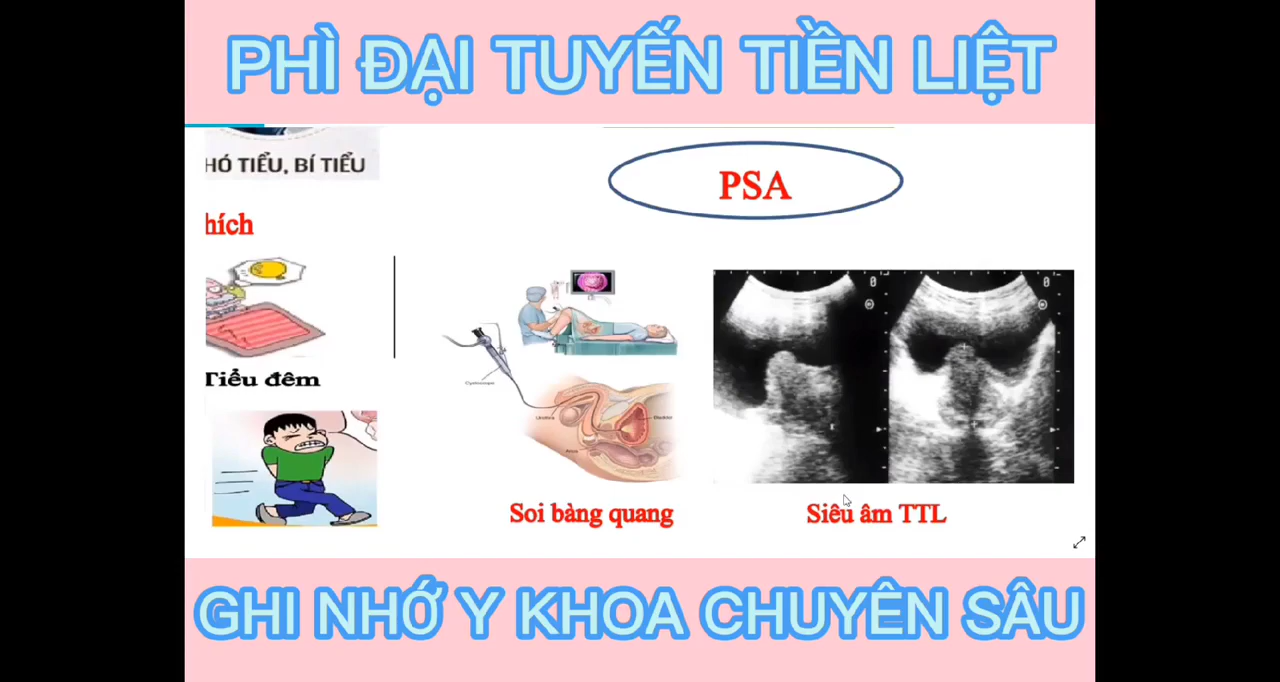 PHÌ ĐẠI TUYẾN TIỀN LIỆT
HÓ TIỂU, BÍ TIỂU
PSA
hích
Tiểu đêm
Soi bàng quang
Siêu âm TTL
GHI NHỚ Y KHOA CHUYÊN SÂU